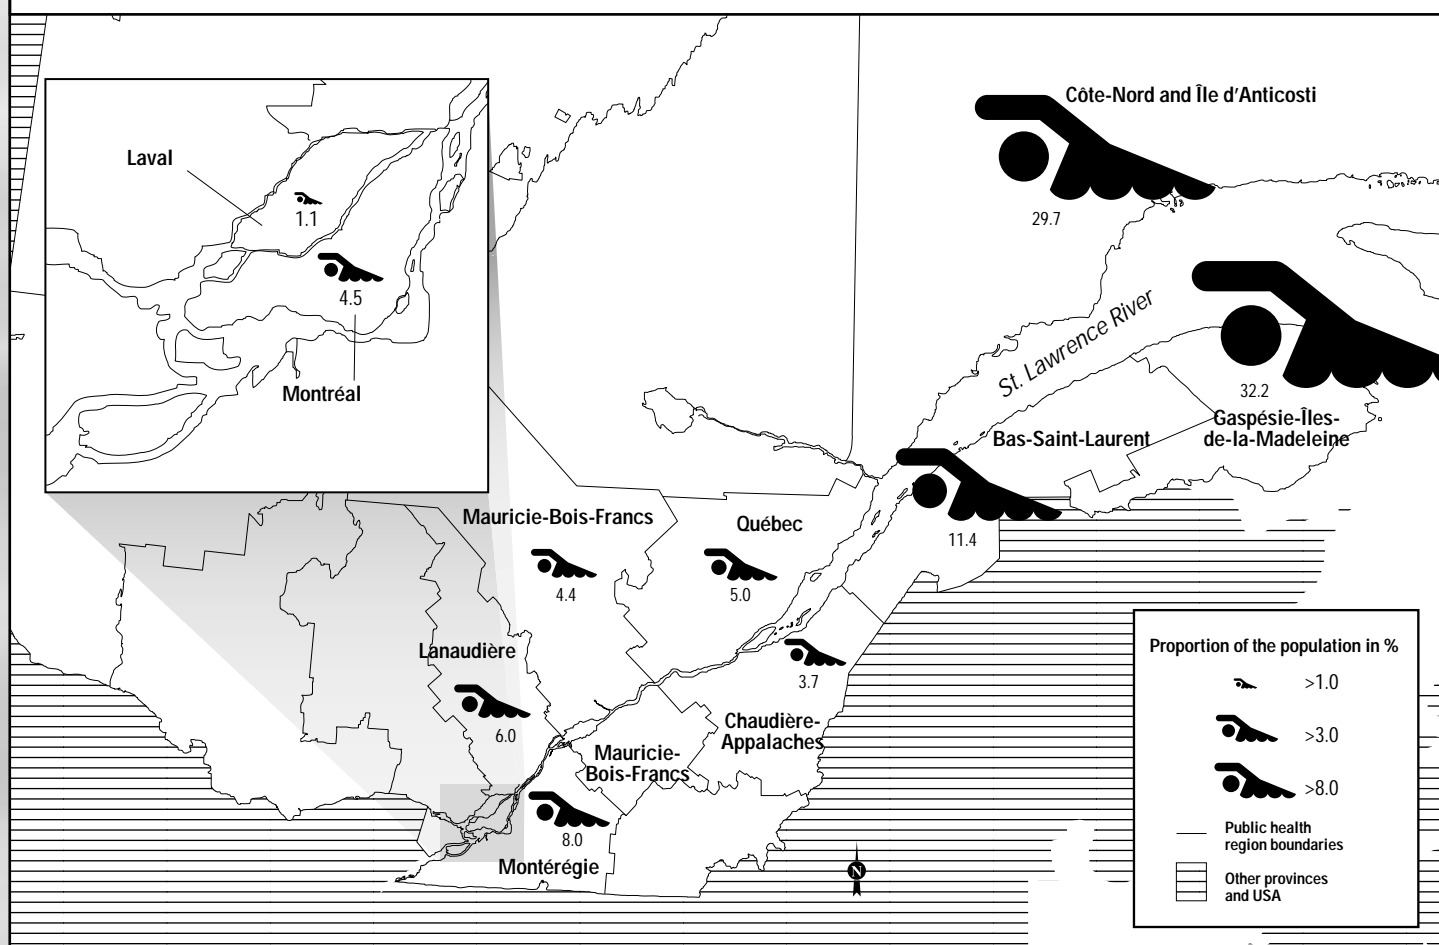 Côte-Nord and Île d'Anticosti
29.7
Laval
1.1
4.5
Montréal
St. Lawrence River
32.2
Gaspésie-Îles-
de-la-Madeleine
Bas-Saint-Laurent
11.4
Mauricie-Bois-Francs
4.4
Québec
5.0
Lanaudière
6.0
3.7
Chaudière-
Appalaches
Mauricie-
Bois-Francs
8.0
Montérégie
N
Proportion of the population in %
>1.0
>3.0
>8.0
Public health
region boundaries
Other provinces
and USA